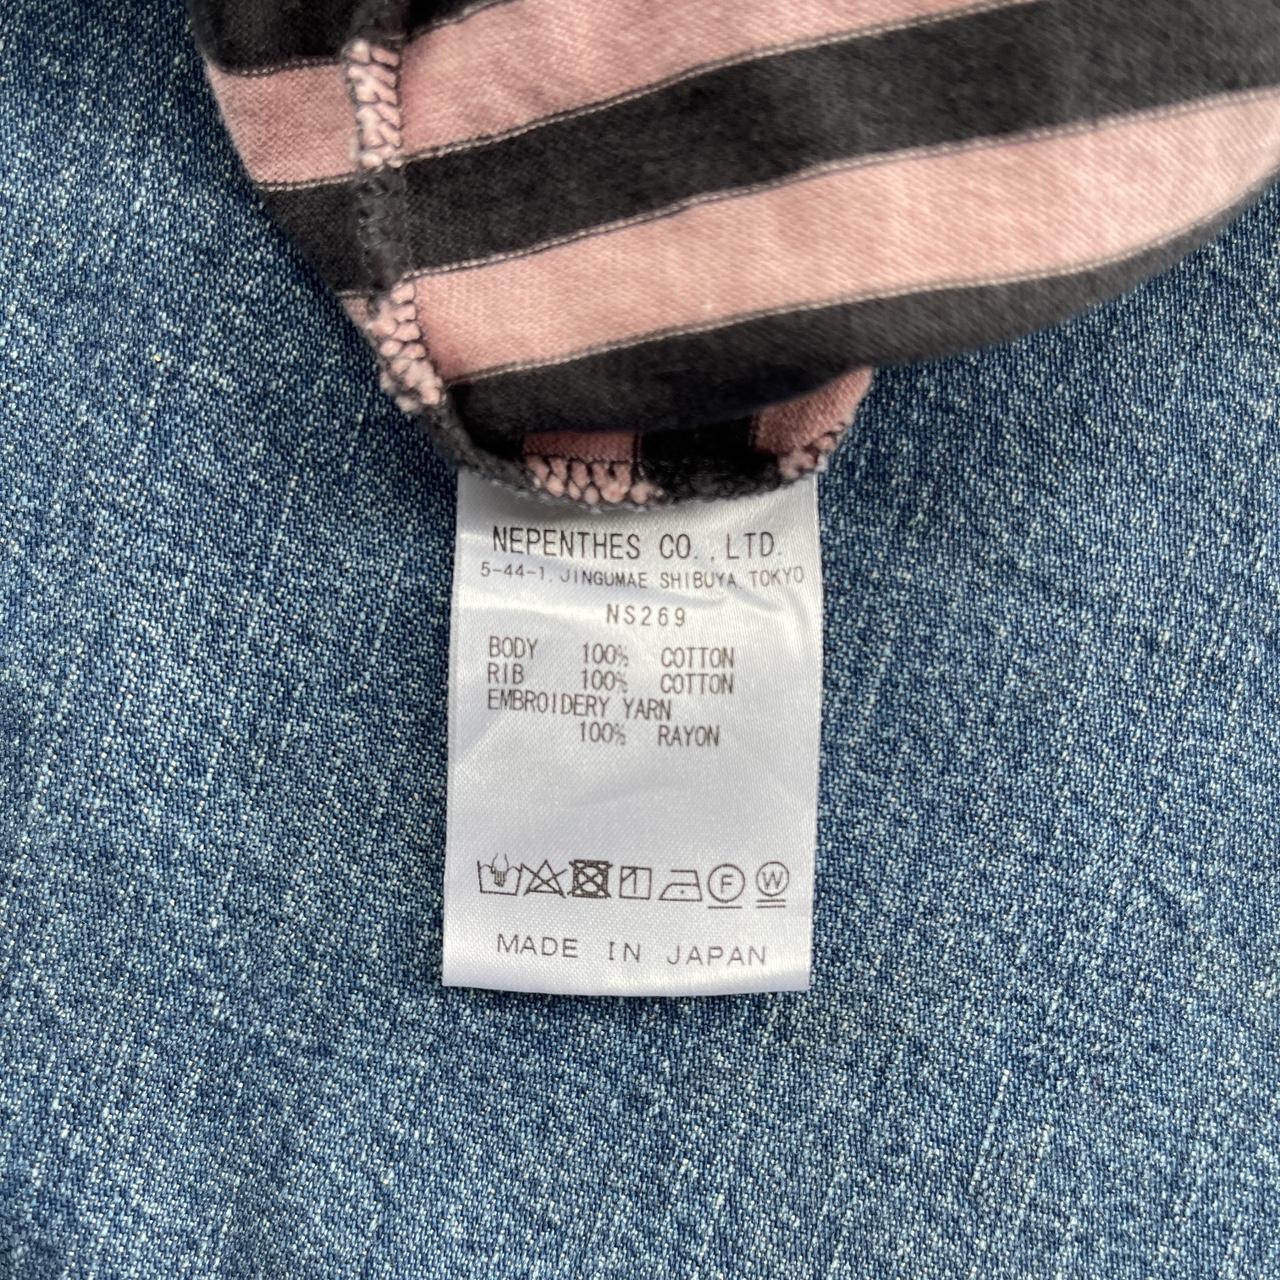 NEPENTHES CO., LTD.
5-44-1, JINGUMAE SHIBUYA TOKYO
NS269
BODY 100% COTTON
RIB 100% COTTON
EMBROIDERY YARN
100% RAYON
F W
MADE IN JAPAN